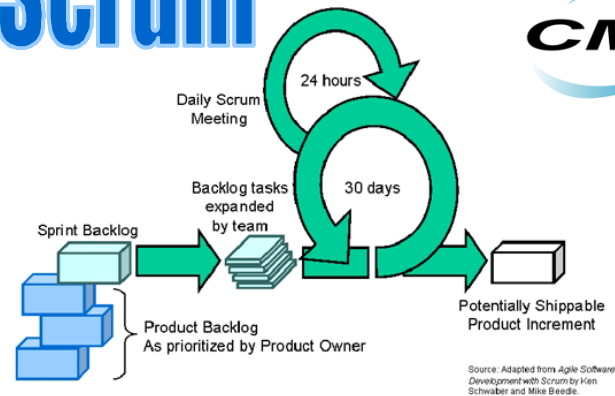 Scrum
CM
24 hours
Daily Scrum
Meeting
Backlog tasks
expanded
by team
30 days
Sprint Backlog
Potentially Shippable
Product Increment
Product Backlog
As prioritized by Product Owner
Source: Adapted from Agile Software
Development with Scrum by Ken
Schwaber and Mike Beedle.